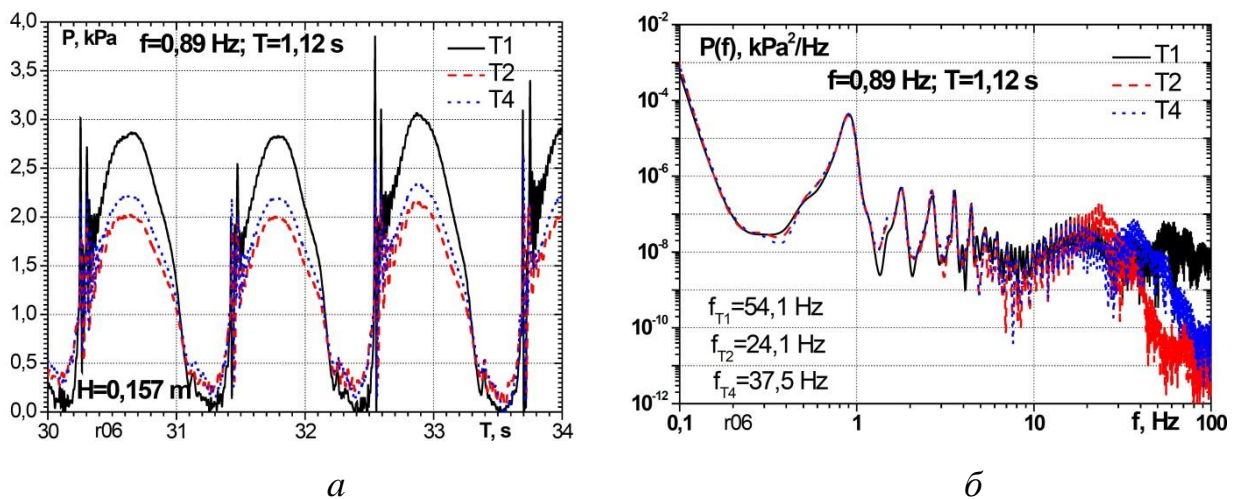 4,0
P, kPa
f=0,89 Hz; T=1,12 s
3,5
3,0
2,5
2,0
1,5
1,0
0,5
0,0
T1
T2
T4
H=0,157 m
30
r06
31
32
33
T, s
34
а
10⁻²
P(f), kPa²/Hz
T1
T2
T4
f=0,89 Hz; T=1,12 s
10⁻⁴
10⁻⁶
10⁻⁸
10⁻¹⁰
10⁻¹²
f_T1=54,1 Hz
f_T2=24,1 Hz
f_T4=37,5 Hz
0,1
r06
1
10
f, Hz
100
б